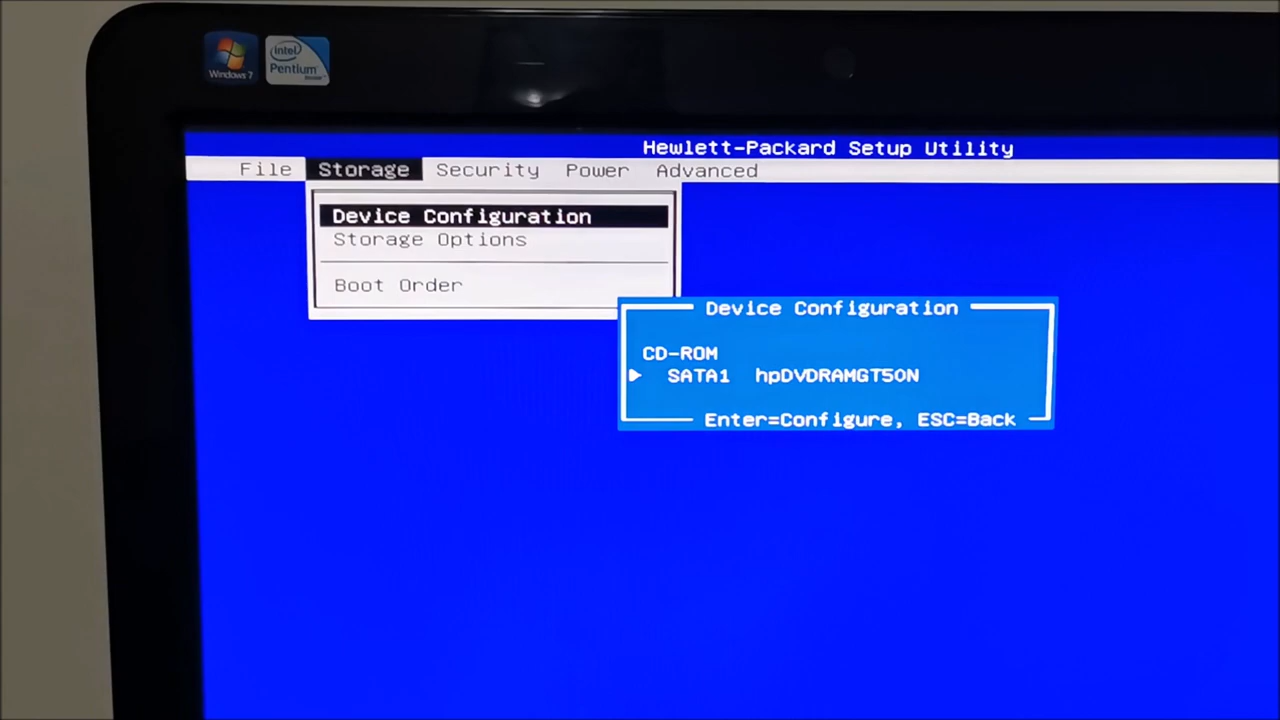 Windows 7
intel
Pentium
Hewlett-Packard Setup Utility
File Storage Security Power Advanced
Device Configuration
Storage Options
Boot Order
Device Configuration
CD-ROM
SATA1 hpDVDRAMGT50N
Enter=Configure, ESC=Back